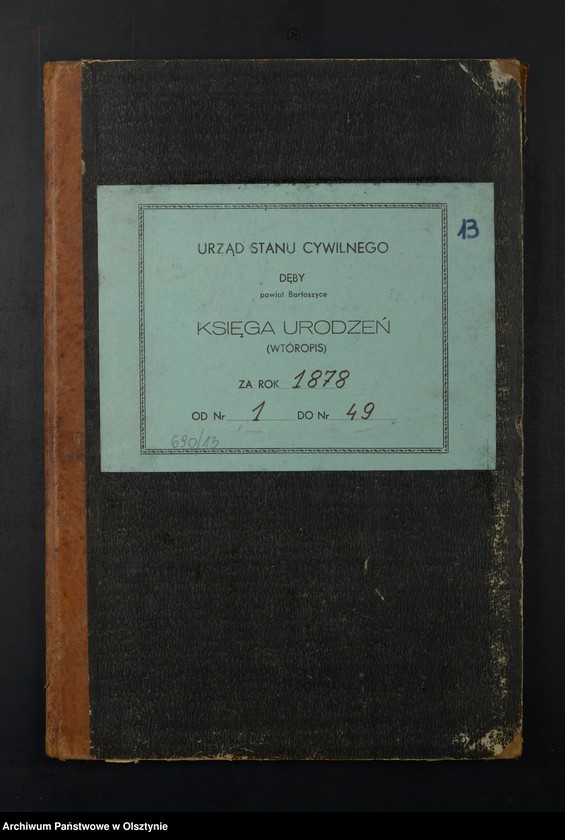 13
URZĄD STANU CYWILNEGO
DĘBY
powiat Bartoszyce
KSIĘGA URODZEŃ
(WTÓROPIS)
ZA ROK 1878
OD Nr 1 DO Nr 49
690/13
Archiwum Państwowe w Olsztynie